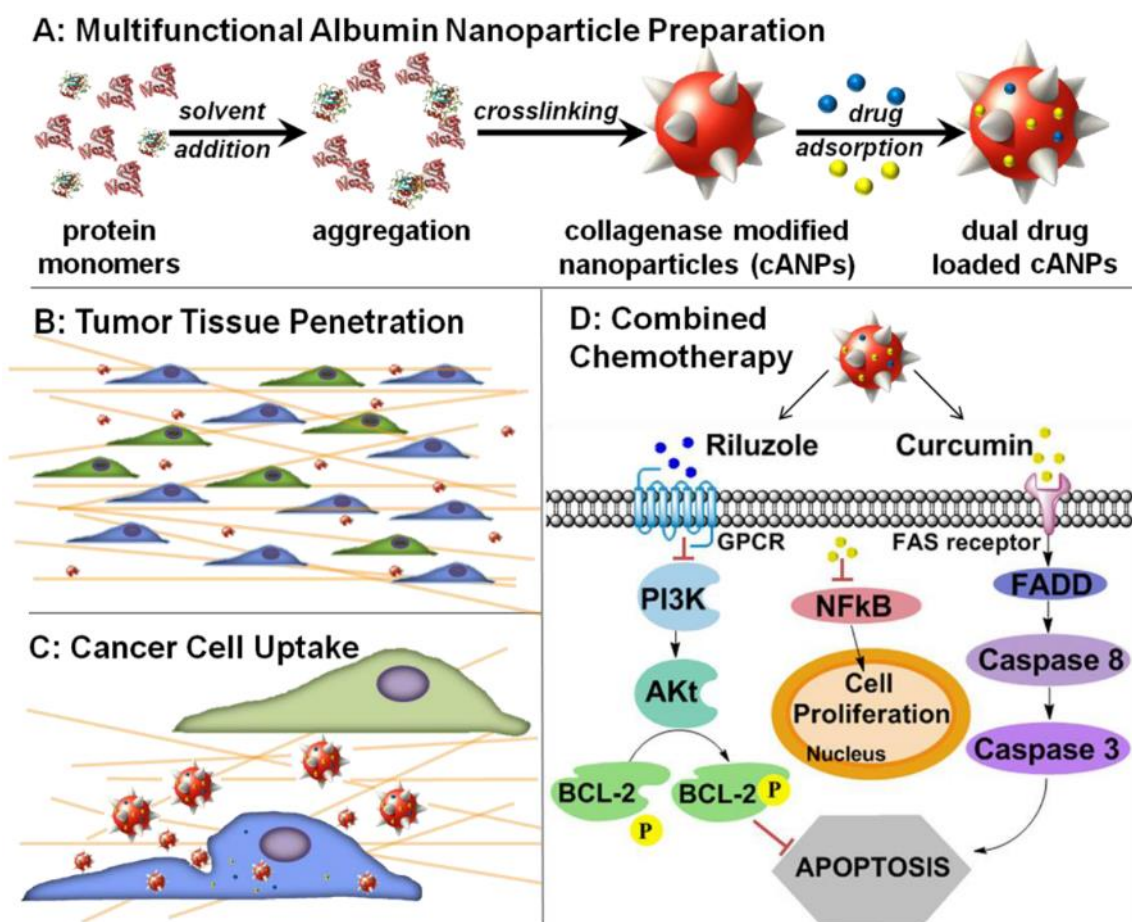 A: Multifunctional Albumin Nanoparticle Preparation
solvent
addition
crosslinking
drug
adsorption
protein
monomers
aggregation
collagenase modified
nanoparticles (cANPs)
dual drug
loaded cANPs
B: Tumor Tissue Penetration
C: Cancer Cell Uptake
D: Combined
Chemotherapy
Riluzole
Curcumin
GPCR
FAS receptor
PI3K
NFkB
FADD
AKt
Cell
Proliferation
Nucleus
Caspase 8
Caspase 3
BCL-2
P
BCL-2
P
APOPTOSIS